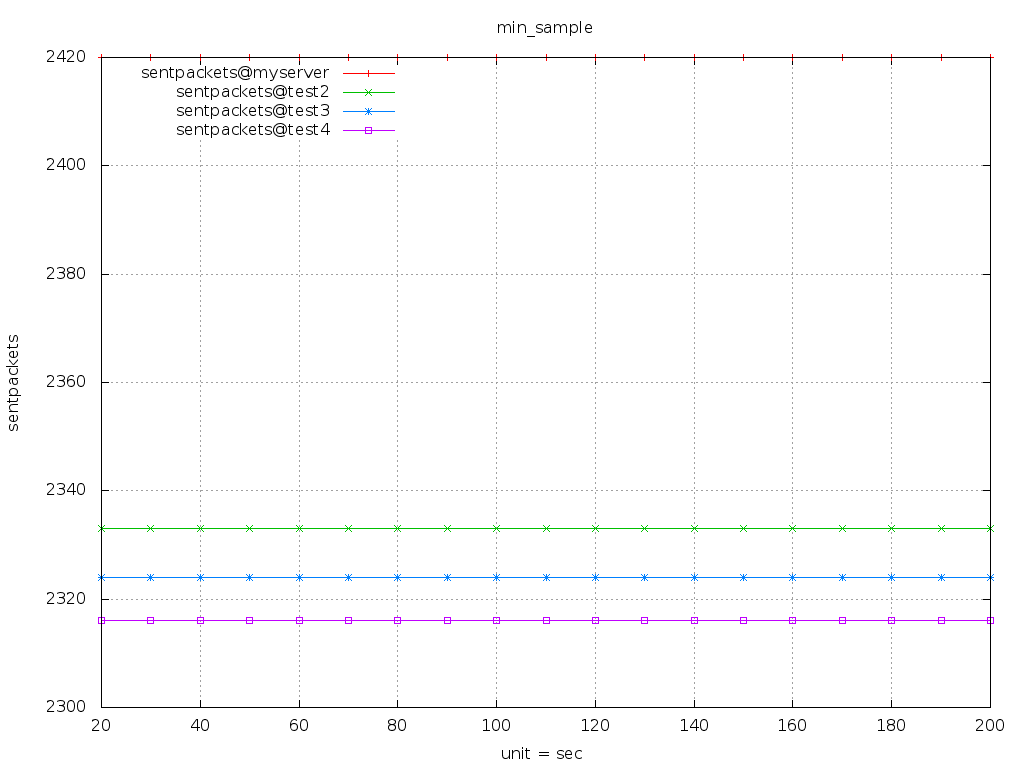 min_sample
2420
sentpackets@myserver
sentpackets@test2
sentpackets@test3
sentpackets@test4
2400
2380
2360
sentpackets
2340
2320
2300
20 40 60 80 100 120 140 160 180 200
unit = sec